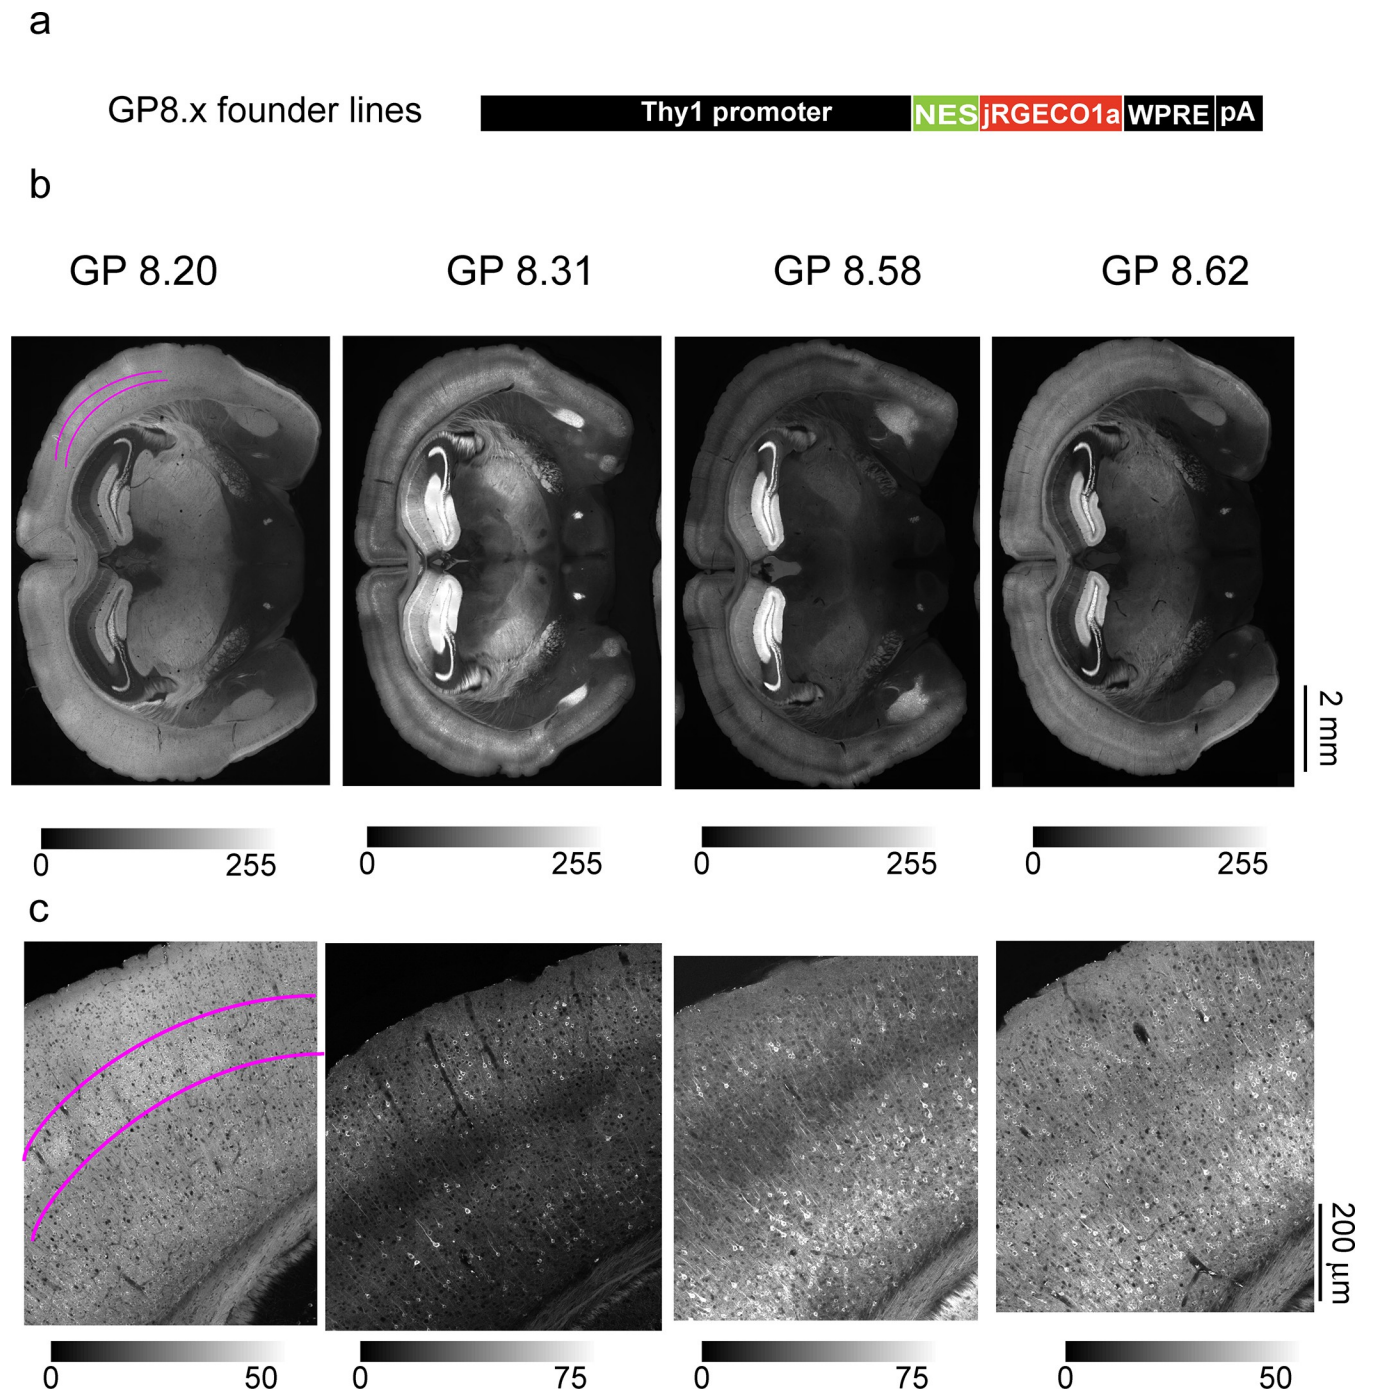 a
GP8.x founder lines
Thy1 promoter NES jRGECO1a WPRE pA
b
GP 8.20 GP 8.31 GP 8.58 GP 8.62
2 mm
0 255 0 255 0 255 0 255
c
200 μm
0 50 0 75 0 75 0 50